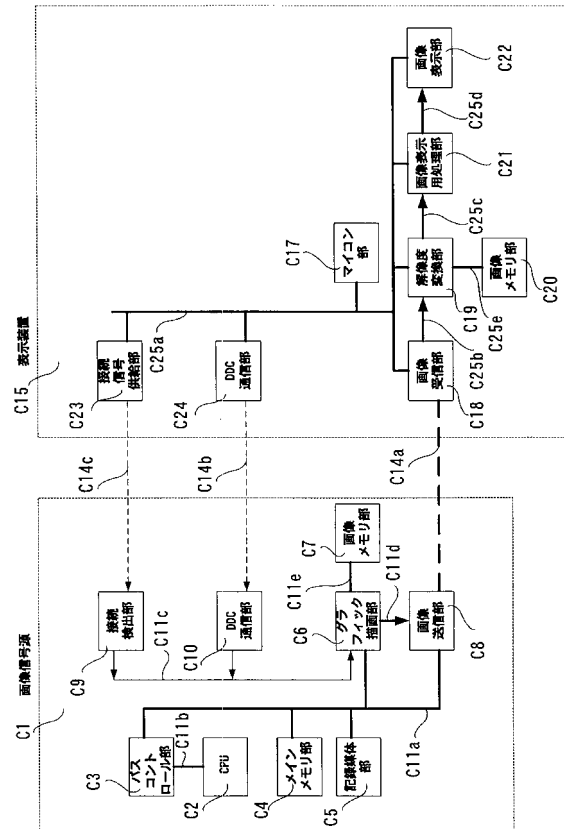 C1
画像信号源
C3
バス
コント
ロール部
C11b
C2
CPU
C4
メイン
メモリ部
C5
記録媒体
部
C11a
C9
接続
検出部
C11c
C10
DDC
通信部
C6
グラ
フィック
描画部
C11e
C7
画像
メモリ部
C11d
画像
送信部
C8
C14c
C14b
C14a
C15
表示装置
C23
接続
信号
供給部
C25a
C24
DDC
通信部
C17
マイコン
部
画像
受信部
C18
C25b
解像度
変換部
C19
C25e
画像
メモリ部
C20
C25c
画像表示
用処理部
C21
C25d
画像
表示部
C22